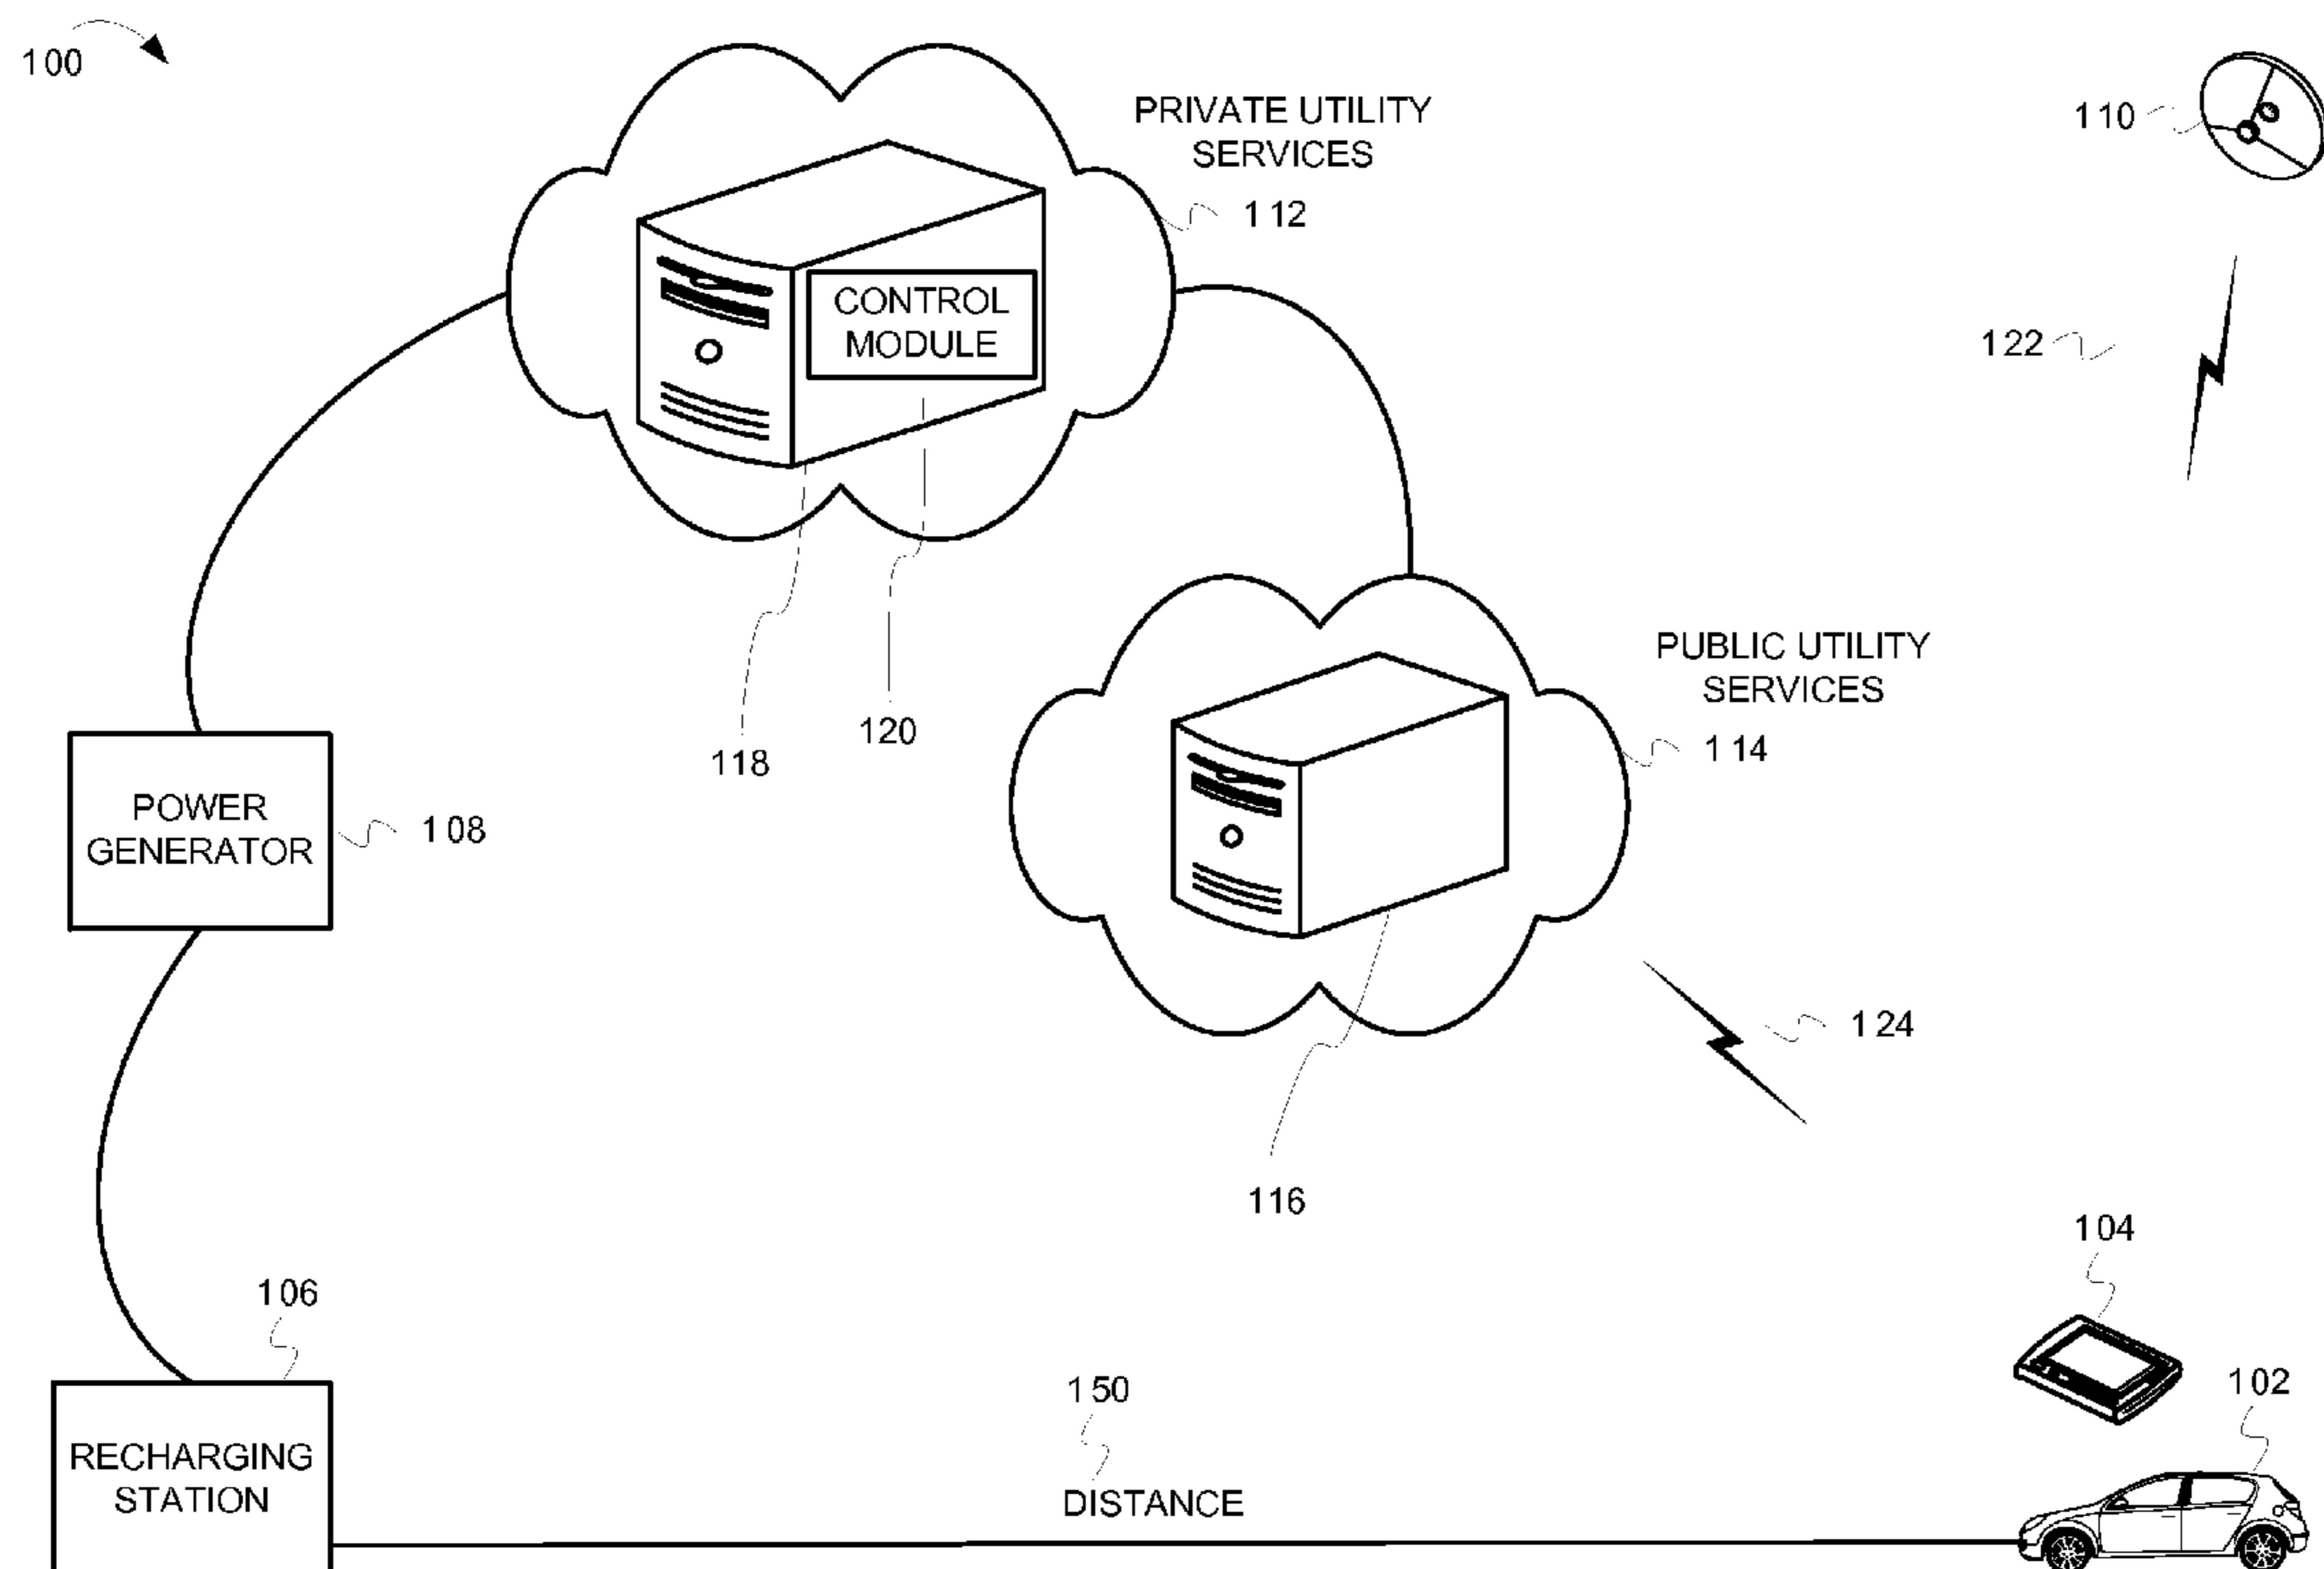 100
PRIVATE UTILITY
SERVICES
112
110
CONTROL
MODULE
122
PUBLIC UTILITY
SERVICES
114
118
120
POWER
GENERATOR
108
124
116
104
106
102
150
RECHARGING
STATION
DISTANCE